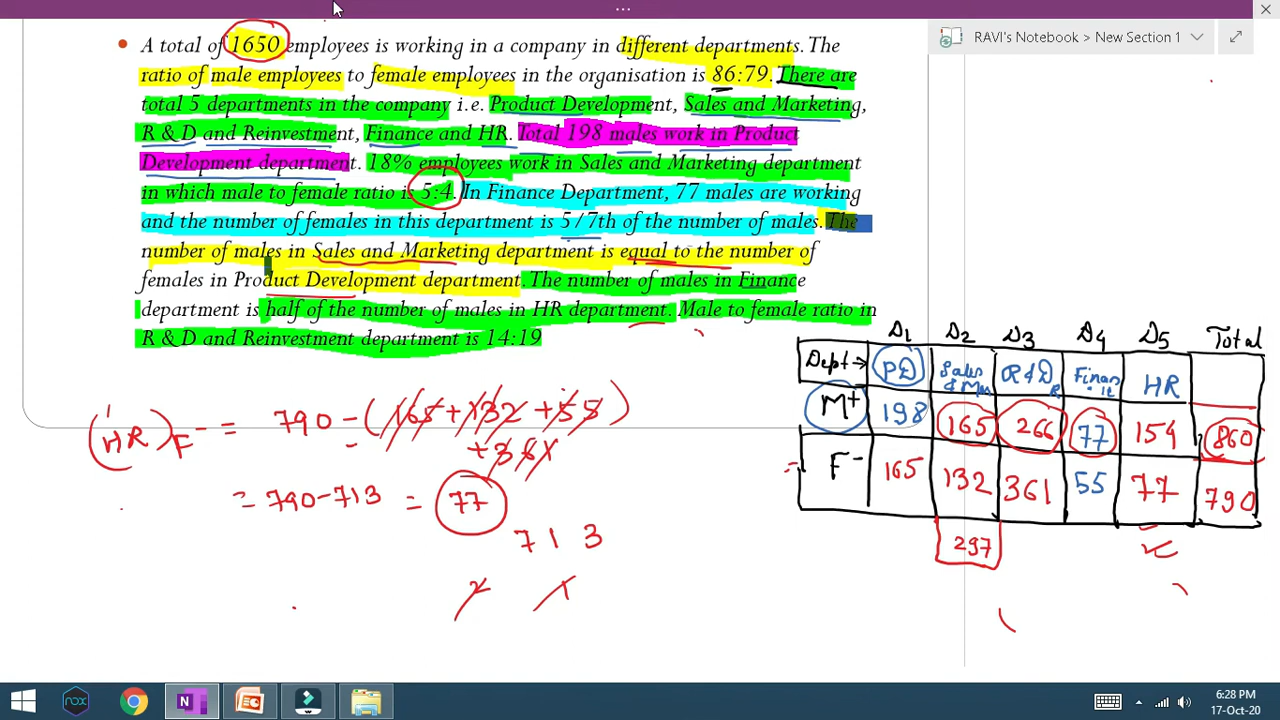 RAVI's Notebook > New Section 1
A total of 1650 employees is working in a company in different departments. The
ratio of male employees to female employees in the organisation is 86:79. There are
total 5 departments in the company i.e. Product Development, Sales and Marketing,
R & D and Reinvestment, Finance and HR. Total 198 males work in Product
Development department. 18% employees work in Sales and Marketing department
in which male to female ratio is 5:4. In Finance Department, 77 males are working
and the number of females in this department is 5/7th of the number of males. The
number of males in Sales and Marketing department is equal to the number of
females in Product Development department. The number of males in Finance
department is half of the number of males in HR department. Male to female ratio in
R & D and Reinvestment department is 14:19
D1 D2 D3 D4 D5 Total
Dept→ PD Sales R&D HR
M+ 198 165 266 77 154 860
F- 165 132 361 55 77 790
297
(HR)F- = 790 - (165+132+55
+361)
= 790-713 = 77
713
6:28 PM
17-Oct-20